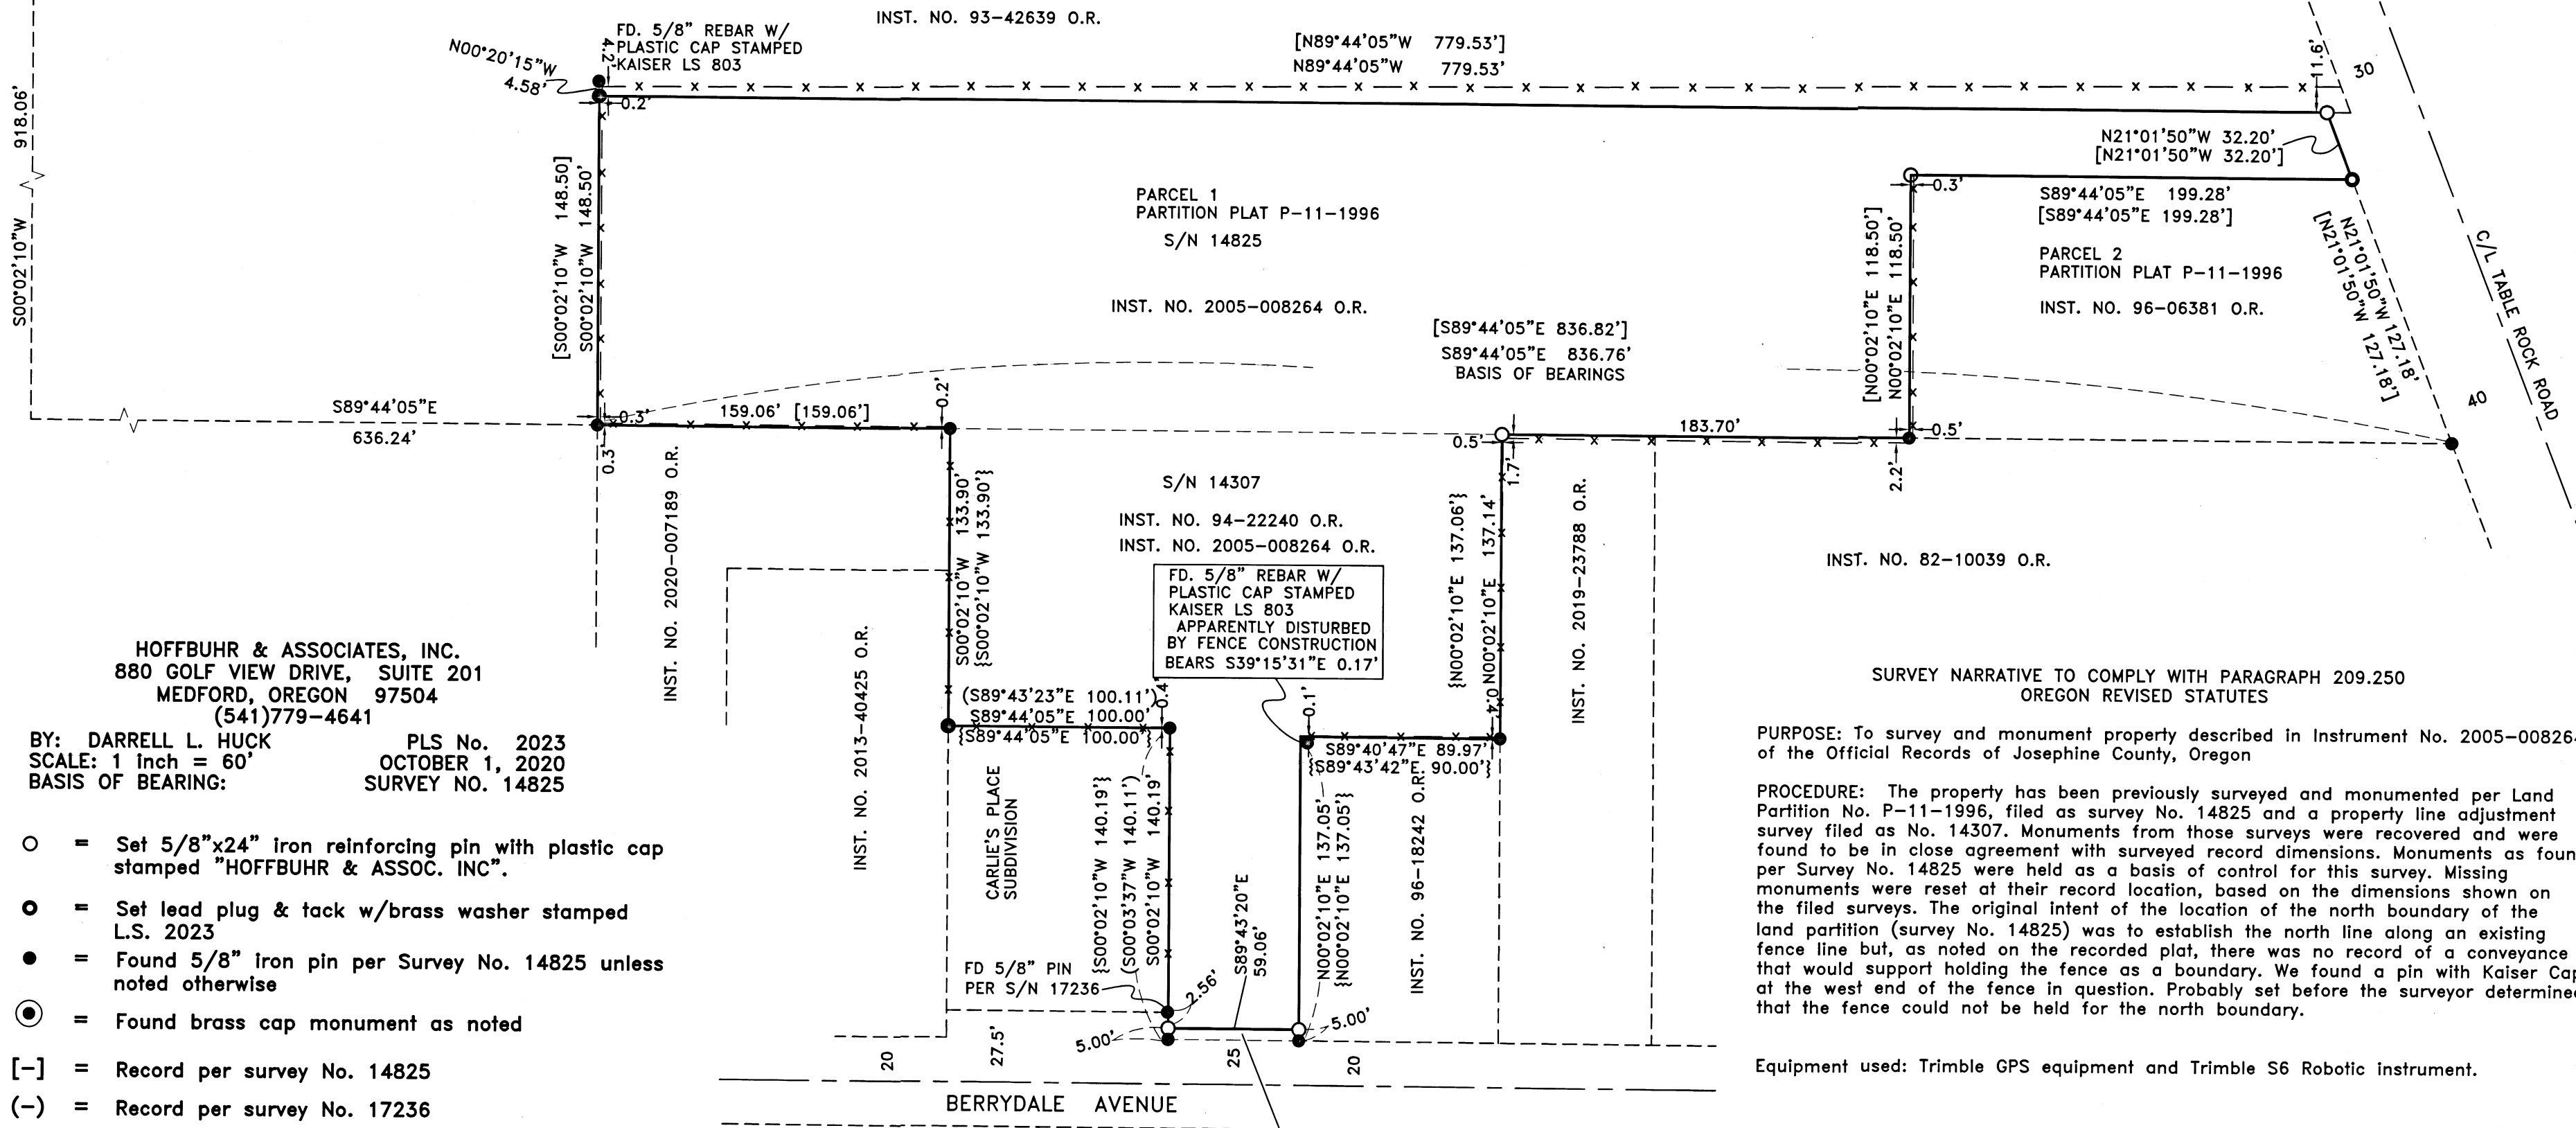 INST. NO. 93-42639 O.R.
FD. 5/8" REBAR W/
PLASTIC CAP STAMPED
KAISER LS 803
4.2'
N00°20'15"W
4.58'
0.2'
[N89°44'05"W 779.53']
N89°44'05"W 779.53'
11.6'
30
918.06'
S00°02'10"W
[S00°02'10"W 148.50]
S00°02'10"W 148.50'
PARCEL 1
PARTITION PLAT P-11-1996
S/N 14825
INST. NO. 2005-008264 O.R.
N21°01'50"W 32.20'
[N21°01'50"W 32.20']
0.3'
S89°44'05"E 199.28'
[S89°44'05"E 199.28']
PARCEL 2
PARTITION PLAT P-11-1996
INST. NO. 96-06381 O.R.
[N00°02'10"E 118.50']
N00°02'10"E 118.50'
N21°01'50"W 127.18'
[N21°01'50"W 127.18']
C/L TABLE ROCK ROAD
40
[S89°44'05"E 836.82']
S89°44'05"E 836.76'
BASIS OF BEARINGS
S89°44'05"E
636.24'
0.3'
0.3'
159.06' [159.06']
0.2'
0.5'
1.7'
183.70'
0.5'
2.2'
INST. NO. 2020-007189 O.R.
S00°02'10"W 133.90'
{S00°02'10"W 133.90'}
S/N 14307
INST. NO. 94-22240 O.R.
INST. NO. 2005-008264 O.R.
FD. 5/8" REBAR W/
PLASTIC CAP STAMPED
KAISER LS 803
APPARENTLY DISTURBED
BY FENCE CONSTRUCTION
BEARS S39°15'31"E 0.17'
{N00°02'10"E 137.06'}
N00°02'10"E 137.14'
INST. NO. 2019-23788 O.R.
INST. NO. 82-10039 O.R.
INST. NO. 2013-40425 O.R.
(S89°43'23"E 100.11')
S89°44'05"E 100.00'
{S89°44'05"E 100.00'}
0.4'
0.1'
0.4'
S89°40'47"E 89.97'
{S89°43'42"E 90.00'}
CARLIE'S PLACE
SUBDIVISION
{S00°02'10"W 140.19'}
(S00°03'37"W 140.11')
S00°02'10"W 140.19'
S89°43'20"E
59.06'
N00°02'10"E 137.05'
{N00°02'10"E 137.05'}
INST. NO. 96-18242 O.R.
FD 5/8" PIN
PER S/N 17236
2.56'
5.00'
5.00'
20
27.5'
25
20
BERRYDALE AVENUE
HOFFBUHR & ASSOCIATES, INC.
880 GOLF VIEW DRIVE, SUITE 201
MEDFORD, OREGON 97504
(541)779-4641
BY: DARRELL L. HUCK PLS No. 2023
SCALE: 1 inch = 60' OCTOBER 1, 2020
BASIS OF BEARING: SURVEY NO. 14825
= Set 5/8"x24" iron reinforcing pin with plastic cap
stamped "HOFFBUHR & ASSOC. INC".
= Set lead plug & tack w/brass washer stamped
L.S. 2023
= Found 5/8" iron pin per Survey No. 14825 unless
noted otherwise
= Found brass cap monument as noted
[-] = Record per survey No. 14825
(-) = Record per survey No. 17236
SURVEY NARRATIVE TO COMPLY WITH PARAGRAPH 209.250
OREGON REVISED STATUTES
PURPOSE: To survey and monument property described in Instrument No. 2005-00826
of the Official Records of Josephine County, Oregon
PROCEDURE: The property has been previously surveyed and monumented per Land
Partition No. P-11-1996, filed as survey No. 14825 and a property line adjustment
survey filed as No. 14307. Monuments from those surveys were recovered and were
found to be in close agreement with surveyed record dimensions. Monuments as foun
per Survey No. 14825 were held as a basis of control for this survey. Missing
monuments were reset at their record location, based on the dimensions shown on
the filed surveys. The original intent of the location of the north boundary of the
land partition (survey No. 14825) was to establish the north line along an existing
fence line but, as noted on the recorded plat, there was no record of a conveyance
that would support holding the fence as a boundary. We found a pin with Kaiser Cap
at the west end of the fence in question. Probably set before the surveyor determine
that the fence could not be held for the north boundary.
Equipment used: Trimble GPS equipment and Trimble S6 Robotic instrument.